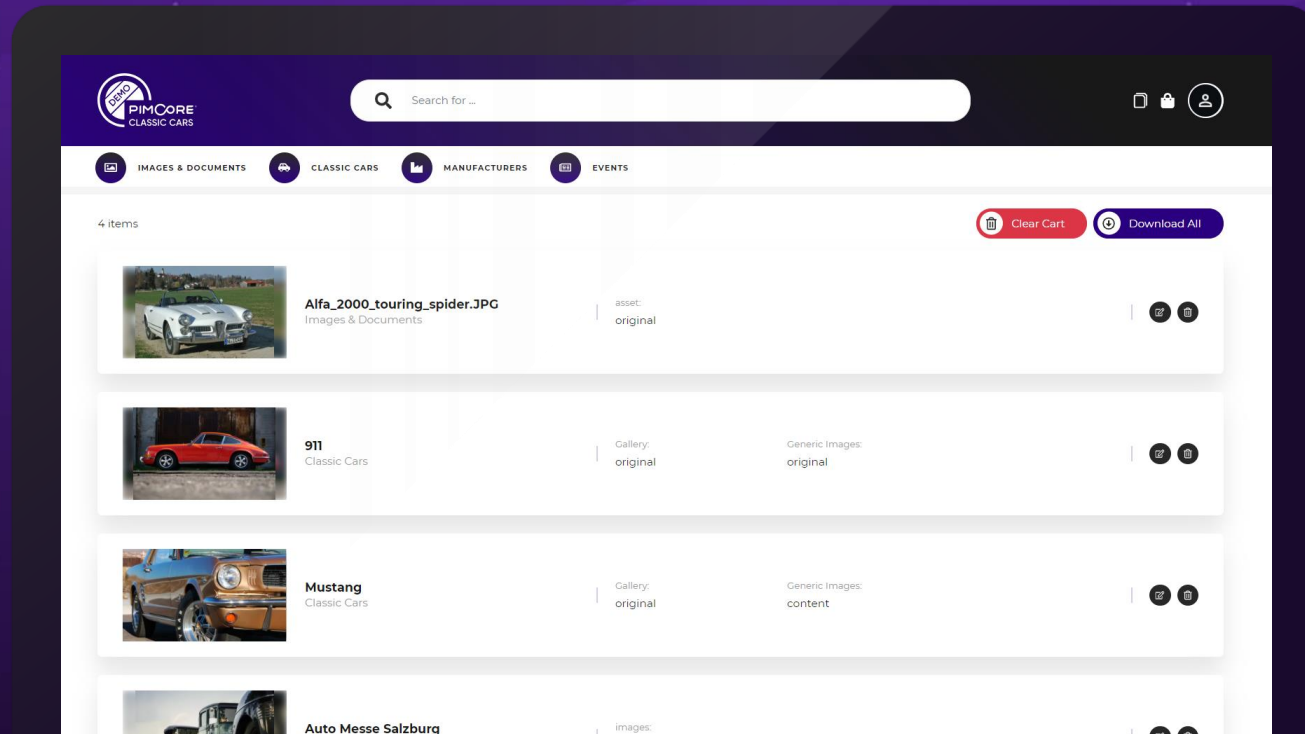 DEMO
PIMCORE
CLASSIC CARS
Search for ...
IMAGES & DOCUMENTS
CLASSIC CARS
MANUFACTURERS
EVENTS
4 items
Clear Cart
Download All
Alfa_2000_touring_spider.JPG
Images & Documents
asset:
original
911
Classic Cars
Gallery:
original
Generic Images:
original
Mustang
Classic Cars
Gallery:
original
Generic Images:
content
Auto Messe Salzburg
images: